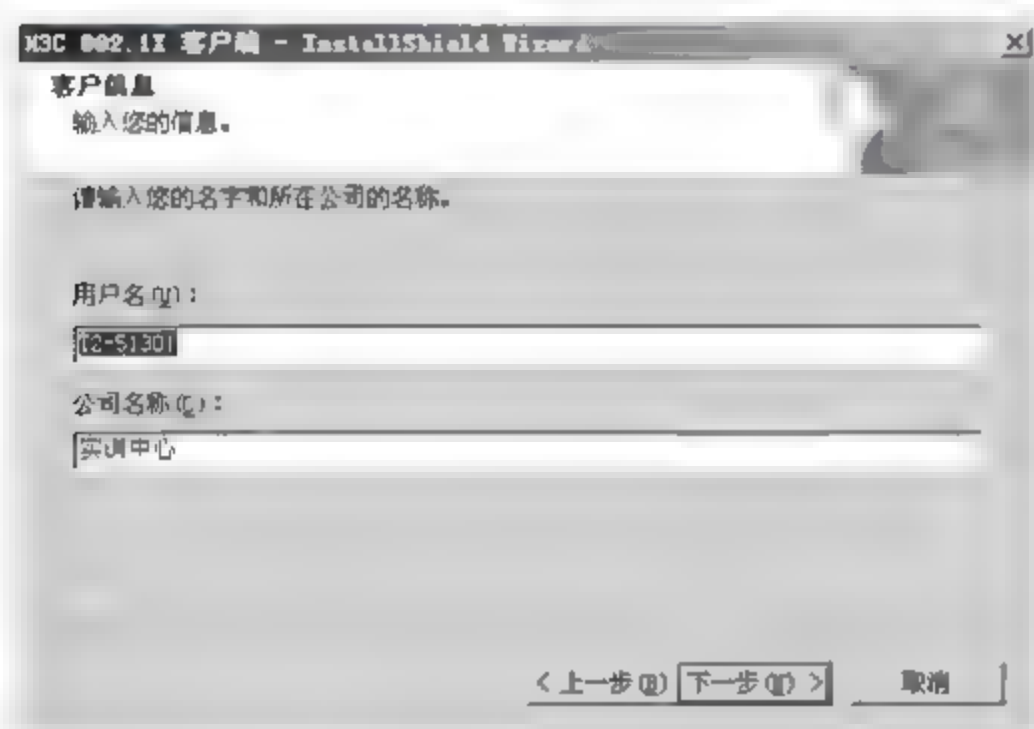 H3C 802.1X 客户端 - InstallShield Wizard
客户信息
输入您的信息。
请输入您的名字和所在公司的名称。
用户名(U):
t2-S1301
公司名称(C):
实训中心
< 上一步(B) 下一步(N) > 取消